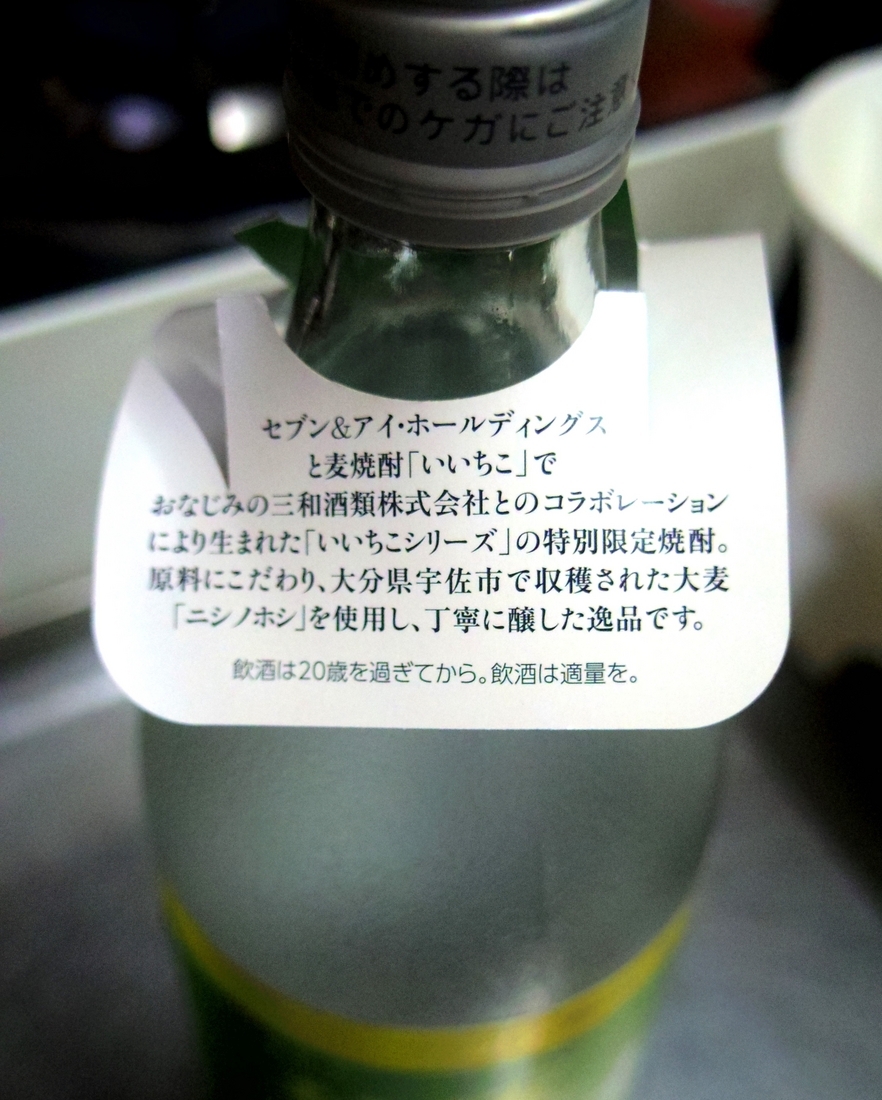 めする際は
でのケガにご注意
セブン&アイ・ホールディングス
と麦焼酎「いいちこ」で
おなじみの三和酒類株式会社とのコラボレーション
により生まれた「いいちこシリーズ」の特別限定焼酎。
原料にこだわり、大分県宇佐市で収穫された大麦
「ニシノホシ」を使用し、丁寧に醸した逸品です。
飲酒は20歳を過ぎてから。飲酒は適量を。